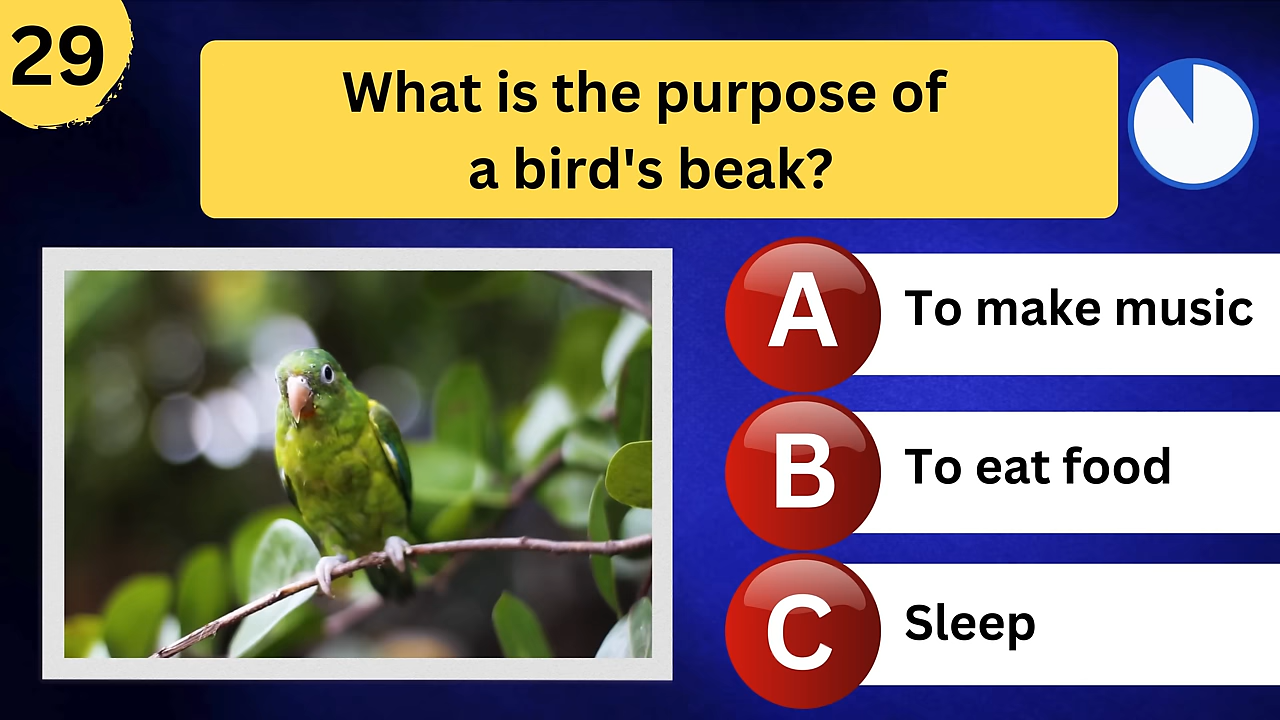 29
What is the purpose of
a bird's beak?
A
To make music
B
To eat food
C
Sleep